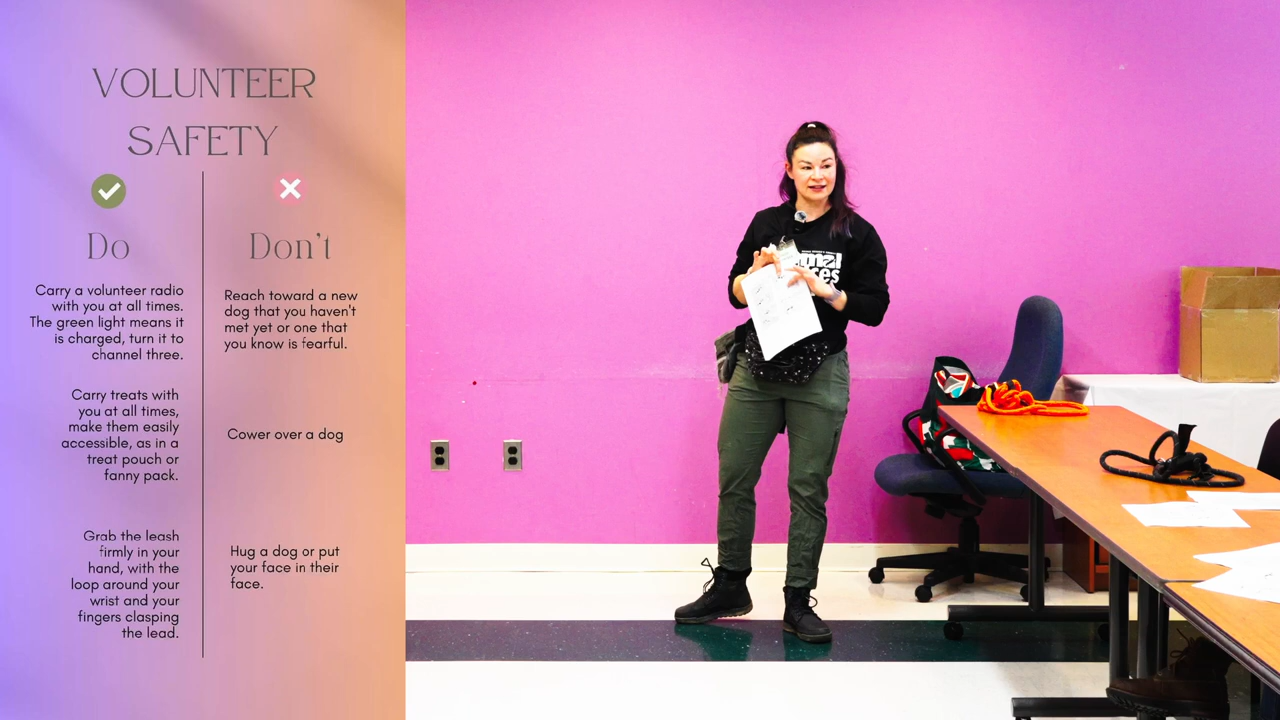 VOLUNTEER
SAFETY
Do
Carry a volunteer radio
with you at all times.
The green light means it
is charged, turn it to
channel three.
Carry treats with
you at all times,
make them easily
accessible, as in a
treat pouch or
fanny pack.
Grab the leash
firmly in your
hand, with the
loop around your
wrist and your
fingers clasping
the lead.
Don't
Reach toward a new
dog that you haven't
met yet or one that
you know is fearful.
Cower over a dog
Hug a dog or put
your face in their
face.